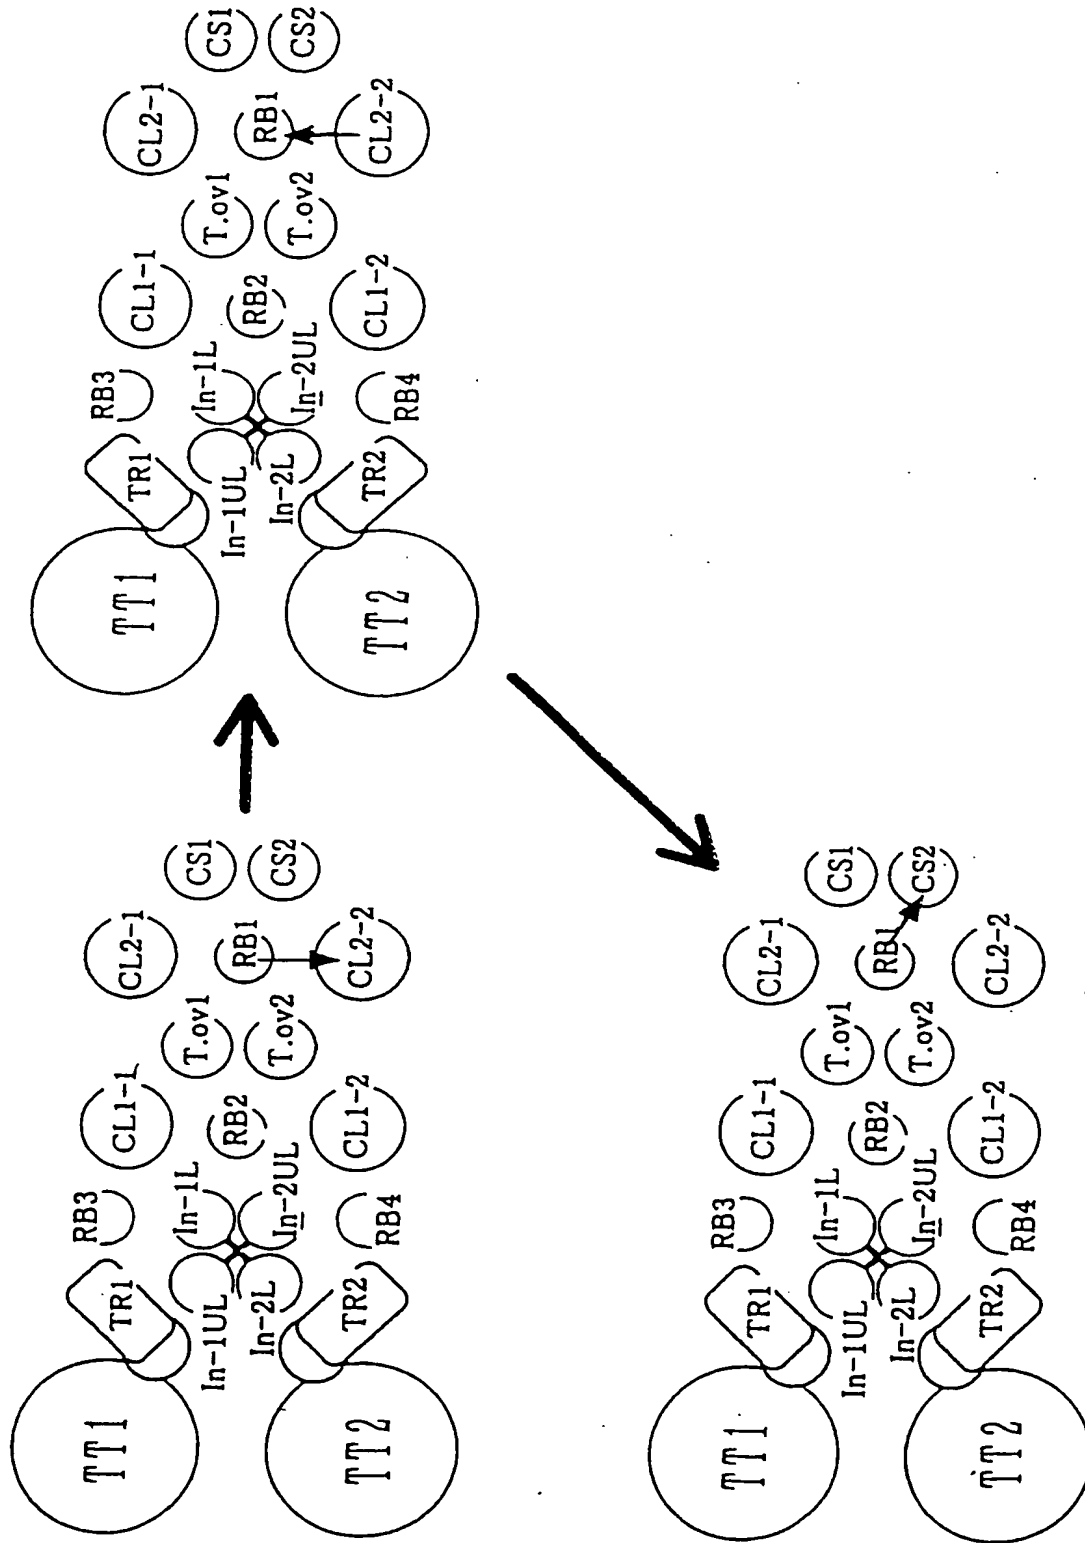 TT1
TT2
TR1
TR2
In-1UL
In-2L
In-1L
In-2UL
RB3
RB4
CL1-1
RB2
CL1-2
T.ov1
T.ov2
CL2-1
RB1
CL2-2
CS1
CS2
TT1
TT2
TR1
TR2
In-1UL
In-2L
In-1L
In-2UL
RB3
RB4
CL1-1
RB2
CL1-2
T.ov1
T.ov2
CL2-1
RB1
CL2-2
CS1
CS2
TT1
TT2
TR1
TR2
In-1UL
In-2L
In-1L
In-2UL
RB3
RB4
CL1-1
RB2
CL1-2
T.ov1
T.ov2
CL2-1
RB1
CL2-2
CS1
CS2